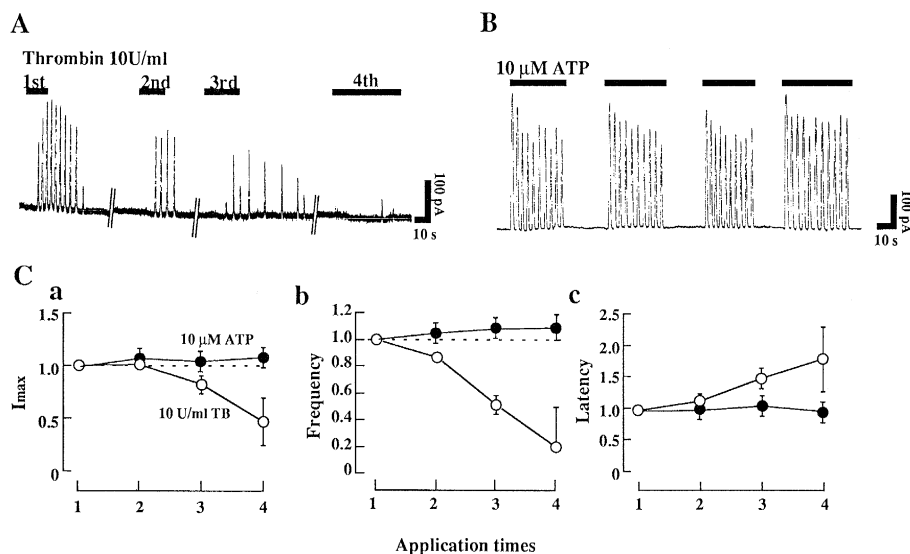 A
B
Thrombin 10U/ml
1st 2nd 3rd 4th
100 pA
10 s
10 μM ATP
100 pA
10 s
C
a
b
c
Imax
1.5
1.0
0.5
0
10 μM ATP
10 U/ml TB
1 2 3 4
Frequency
1.2
1.0
0.8
0.6
0.4
0.2
0
1 2 3 4
Latency
2.5
2.0
1.5
1.0
0.5
0
1 2 3 4
Application times